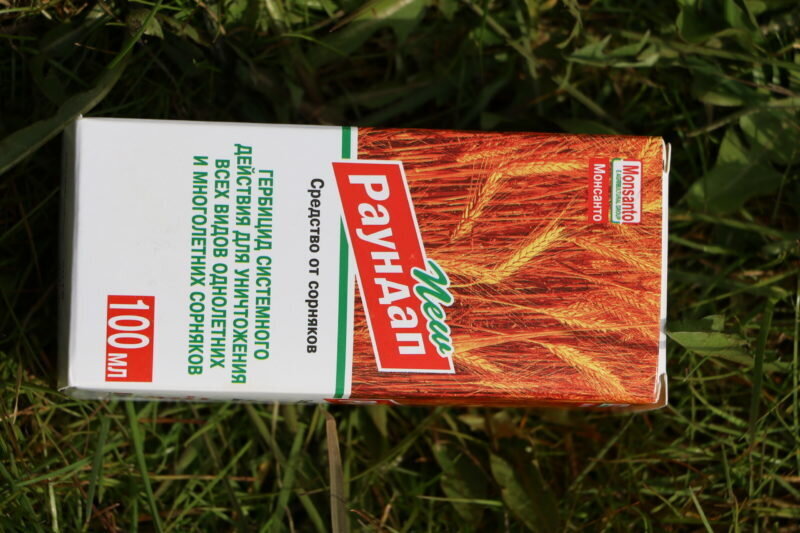 Monsanto
Монсанто
new
РаунДап
Средство от сорняков
ГЕРБИЦИД СИСТЕМНОГО
ДЕЙСТВИЯ ДЛЯ УНИЧТОЖЕНИЯ
ВСЕХ ВИДОВ ОДНОЛЕТНИХ
И МНОГОЛЕТНИХ СОРНЯКОВ
100 мл